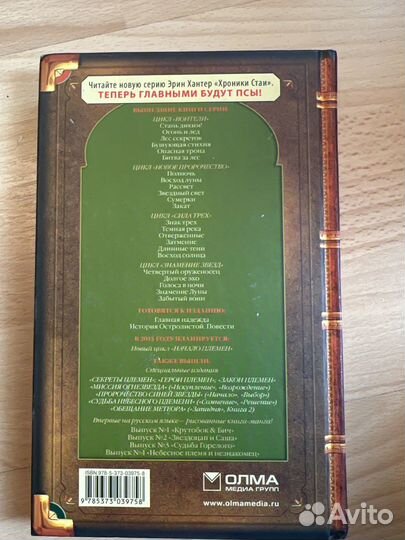 Читайте новую серию Эрин Хантер «Хроники Стаи».
ТЕПЕРЬ ГЛАВНЫМИ БУДУТ ПСЫ!
ВЫШЕДШИЕ КНИГИ СЕРИИ:
ЦИКЛ «ВОИТЕЛИ»
Стань диким!
Огонь и лед
Лес секретов
Бушующая стихия
Опасная тропа
Битва за лес
ЦИКЛ «НОВОЕ ПРОРОЧЕСТВО»
Полночь
Восход луны
Рассвет
Звездный свет
Сумерки
Закат
ЦИКЛ «СИЛА ТРЕХ»
Знак трех
Темная река
Отверженные
Затмение
Длинные тени
Восход солнца
ЦИКЛ «ЗНАМЕНИЕ ЗВЕЗД»
Четвертый оруженосец
Долгое эхо
Голоса в ночи
Знамение Луны
Забытый воин
ГОТОВЯТСЯ К ИЗДАНИЮ:
Главная надежда
История Остролистой. Повести
В 2013 ГОДУ ПЛАНИРУЕТСЯ:
Новый цикл «НАЧАЛО ПЛЕМЕН»
ТАКЖЕ ВЫШЛИ:
Специальные издания
«СЕКРЕТЫ ПЛЕМЕН»; «ГЕРОИ ПЛЕМЕН»; «ЗАКОН ПЛЕМЕН»
«МИССИЯ ОГНЕЗВЕЗДА» («Искупление», «Возрождение»)
«ПРОРОЧЕСТВО СИНЕЙ ЗВЕЗДЫ» («Начало», «Выбор»)
«СУДЬБА НЕБЕСНОГО ПЛЕМЕНИ» («Сомнение», «Решение»)
«ОБЕЩАНИЕ МЕТЕОРА» («Западня», Книга 2)
Впервые на русском языке – рисованные книги-манга!
Выпуск №1 «Крутобок & Бич»
Выпуск №2 «Звездоцап и Саша»
Выпуск №3 «Судьба Горелого»
Выпуск №4 «Небесное племя и незнакомец»
ISBN 978-5-373-03975-8
9 785373 039758
ОЛМА
МЕДИА ГРУПП
www.olmamedia.ru
Avito